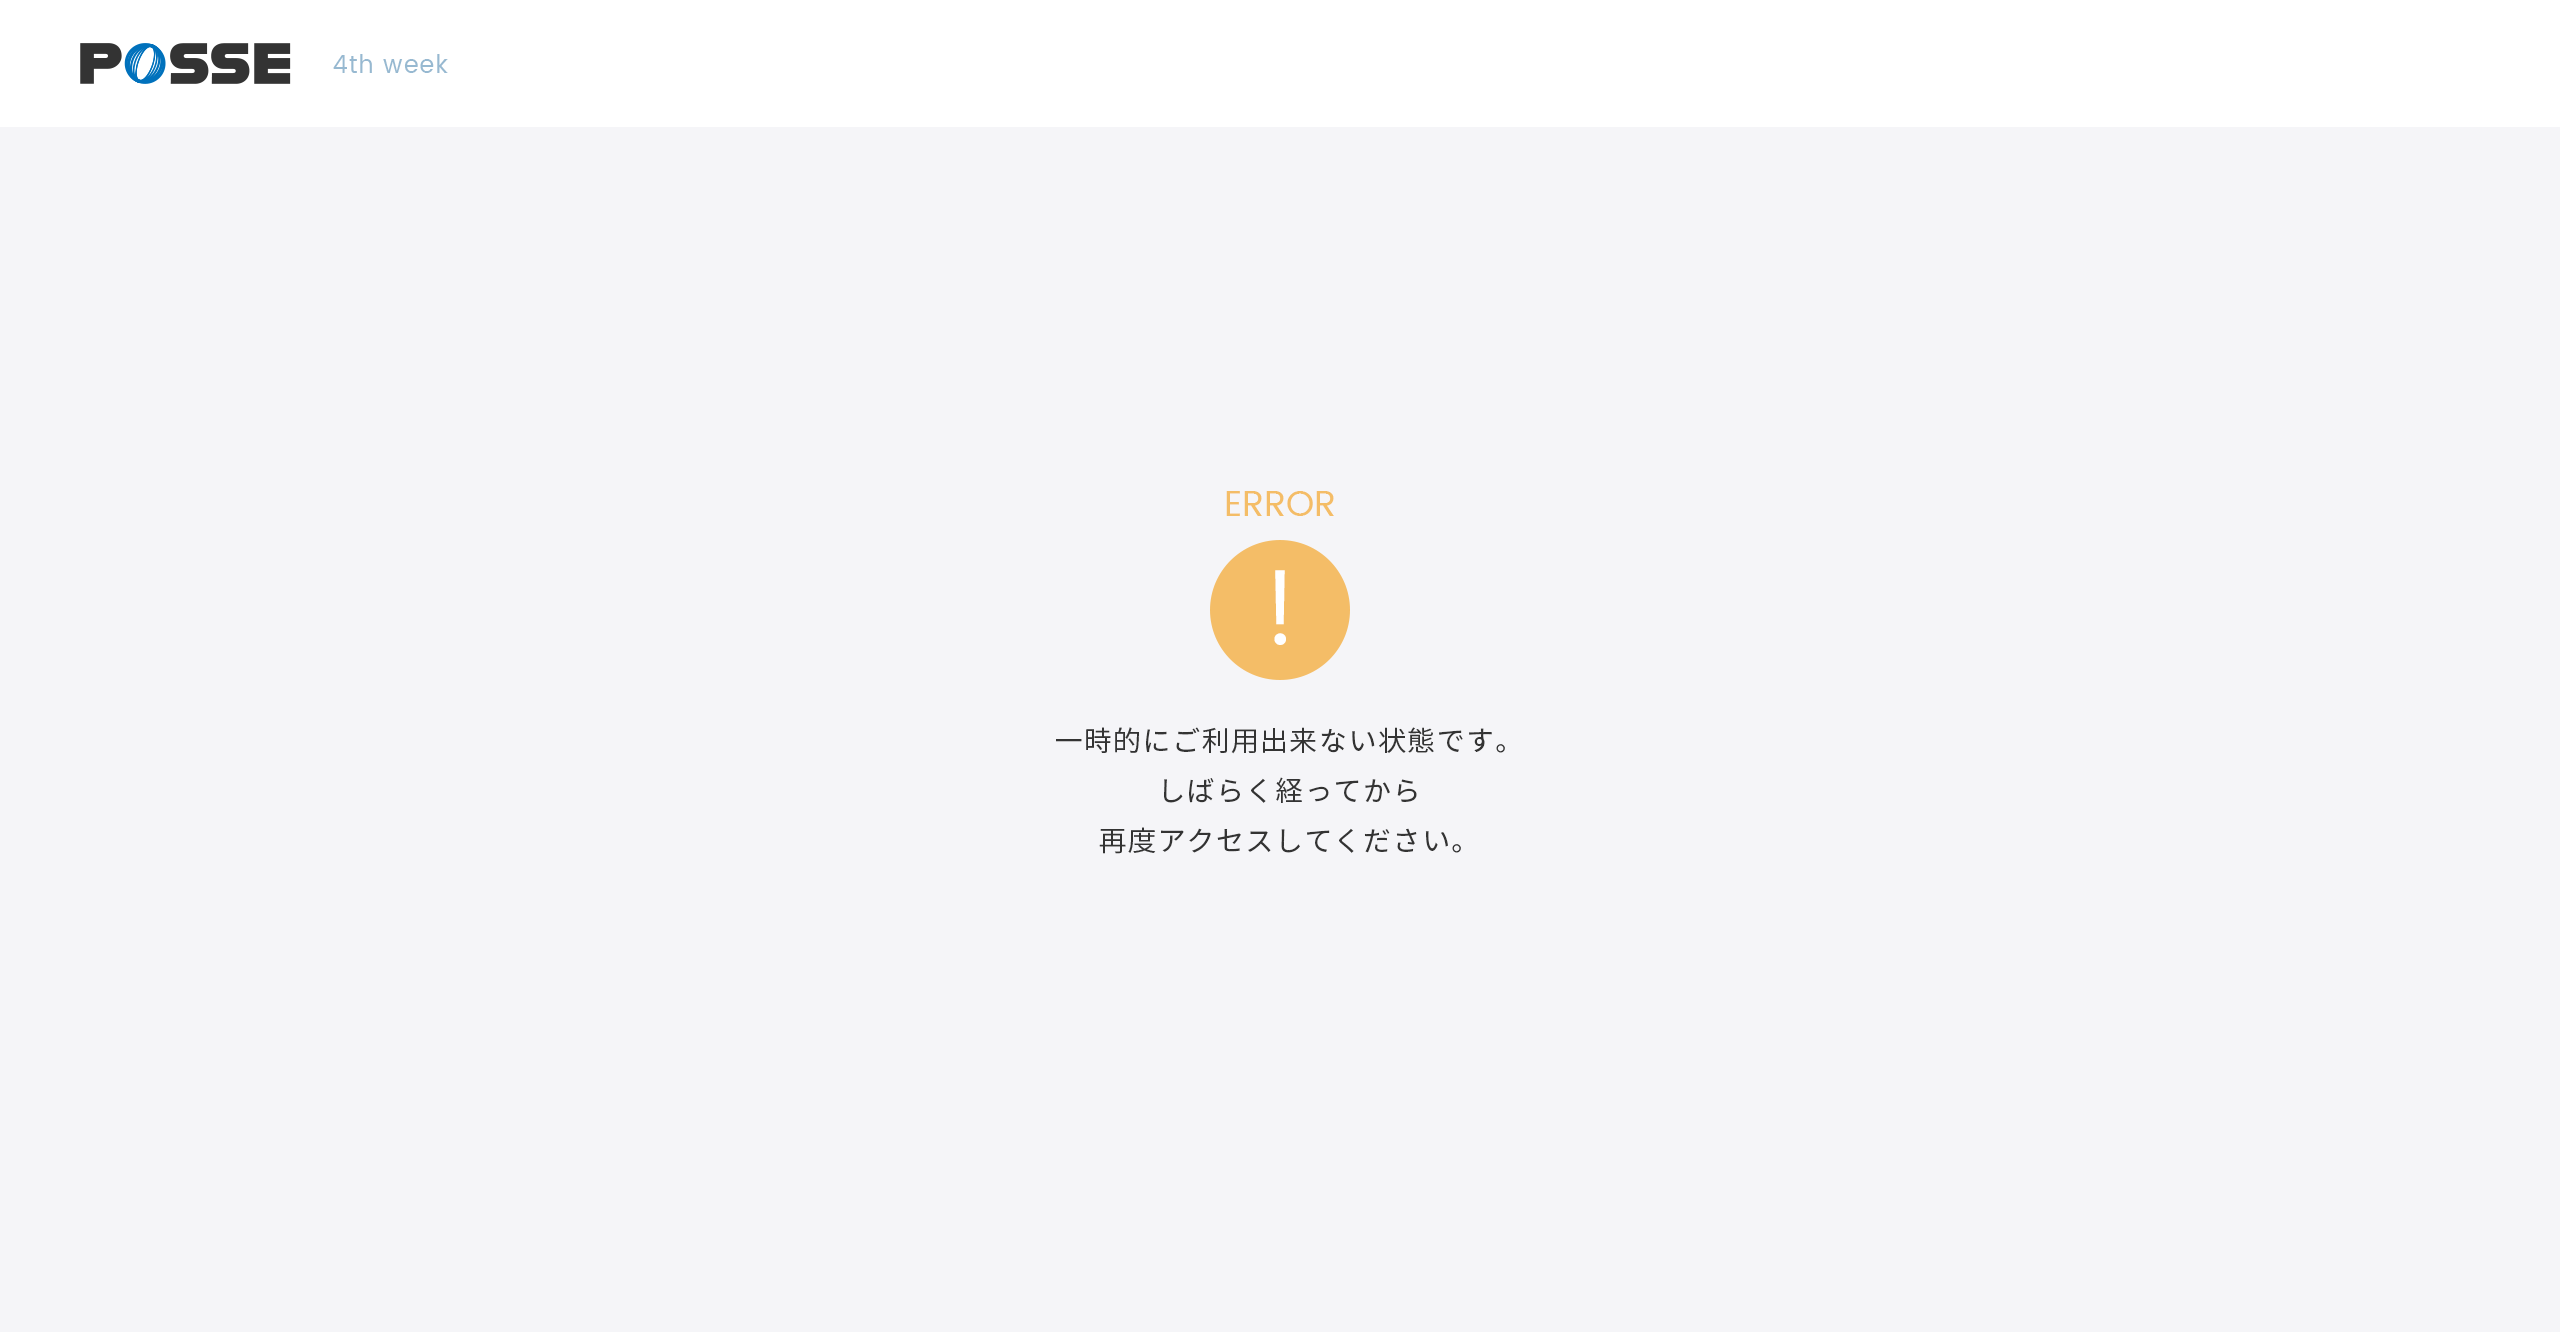 POSSE 4th week
ERROR
!
一時的にご利用出来ない状態です。
しばらく経ってから
再度アクセスしてください。